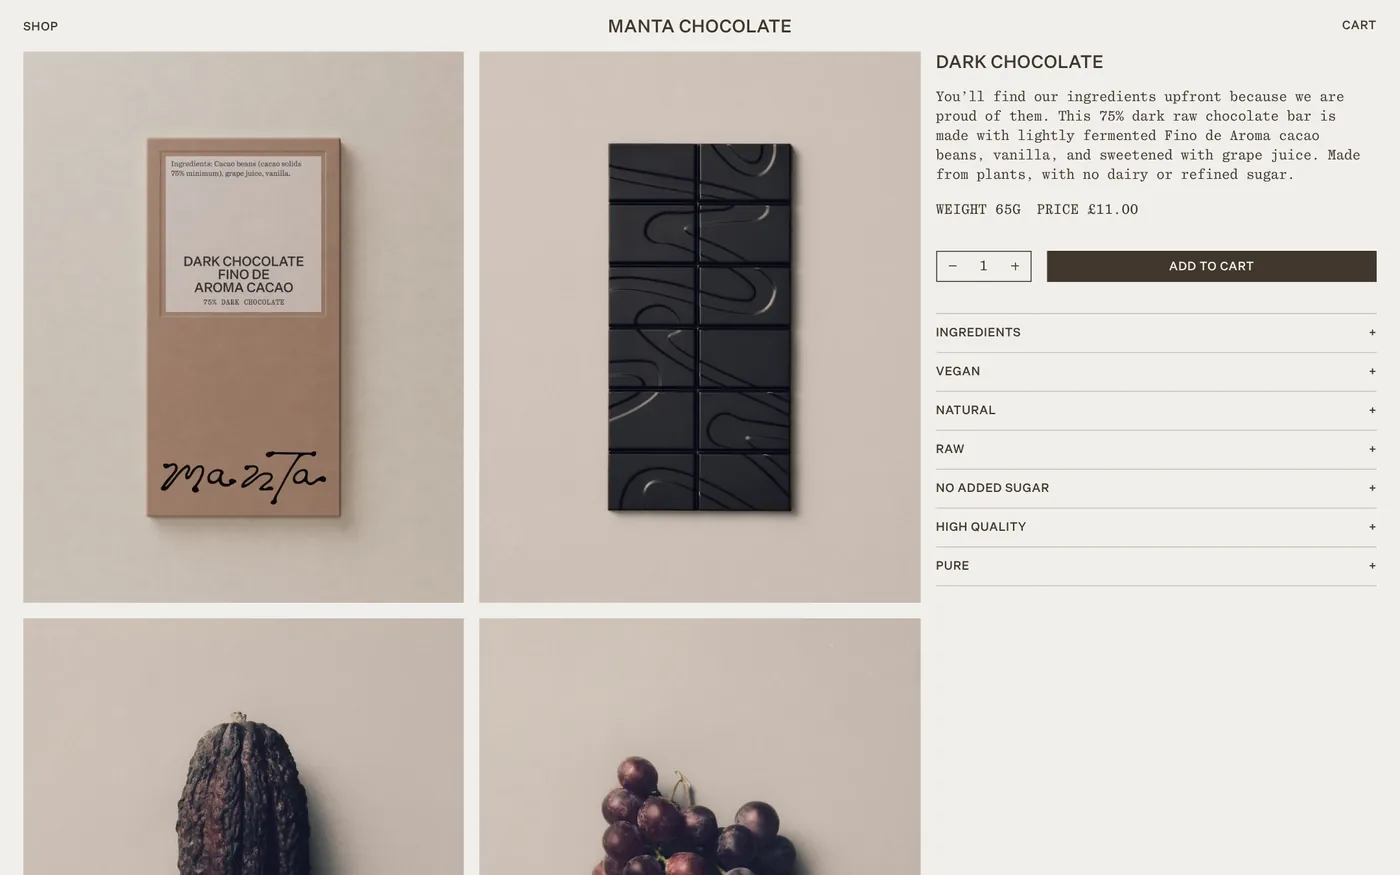 SHOP
MANTA CHOCOLATE
CART
Ingredients: Cacao beans (cacao solids
75% minimum), grape juice, vanilla.
DARK CHOCOLATE
FINO DE
AROMA CACAO
75% DARK CHOCOLATE
manta
DARK CHOCOLATE
You’ll find our ingredients upfront because we are
proud of them. This 75% dark raw chocolate bar is
made with lightly fermented Fino de Aroma cacao
beans, vanilla, and sweetened with grape juice. Made
from plants, with no dairy or refined sugar.
WEIGHT 65G PRICE £11.00
− 1 +
ADD TO CART
INGREDIENTS +
VEGAN +
NATURAL +
RAW +
NO ADDED SUGAR +
HIGH QUALITY +
PURE +